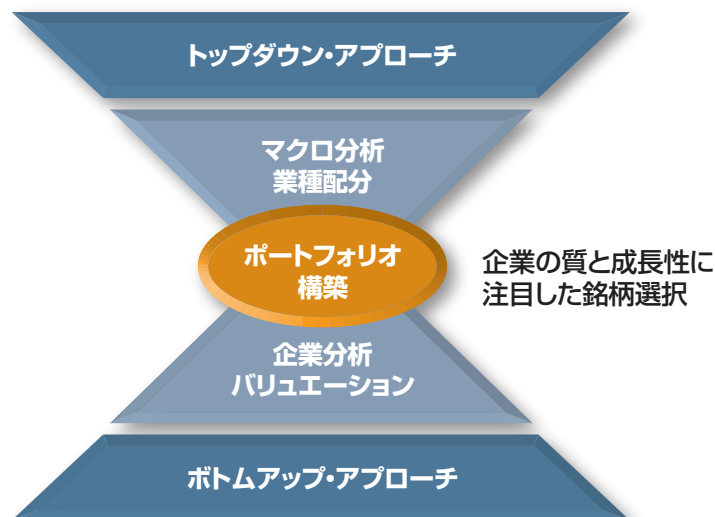 トップダウン・アプローチ
マクロ分析
業種配分
ポートフォリオ
構築
企業の質と成長性に
注目した銘柄選択
企業分析
バリュエーション
ボトムアップ・アプローチ